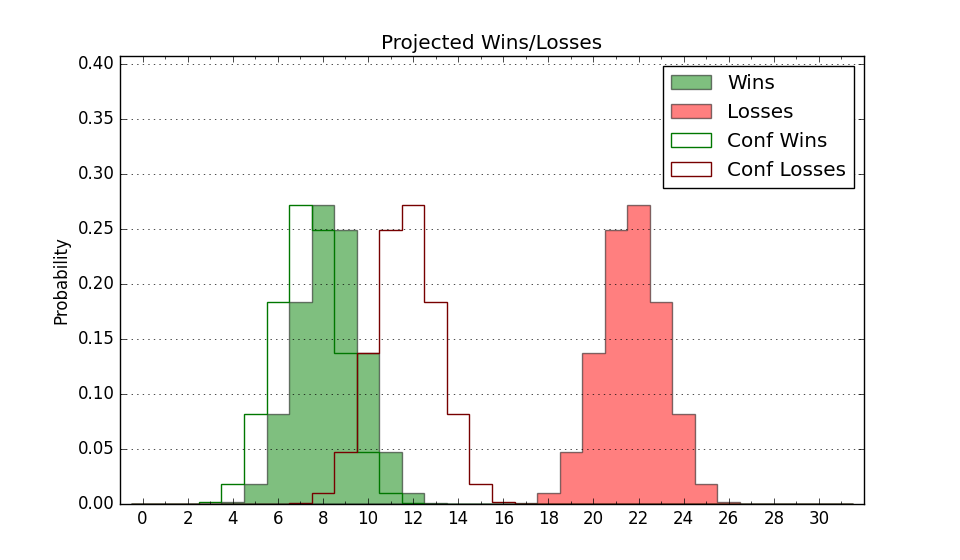 Projected Wins/Losses
0.40
0.35
0.30
0.25
0.20
0.15
0.10
0.05
0.00
Probability
Wins
Losses
Conf Wins
Conf Losses
0 2 4 6 8 10 12 14 16 18 20 22 24 26 28 30